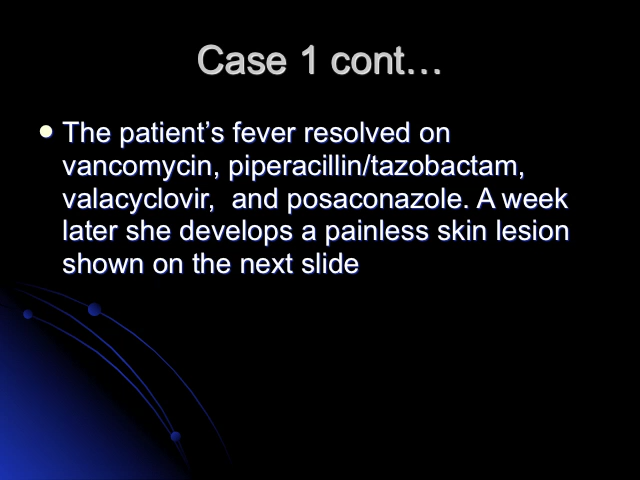 Case 1 cont…
The patient’s fever resolved on
vancomycin, piperacillin/tazobactam,
valacyclovir,  and posaconazole. A week
later she develops a painless skin lesion
shown on the next slide